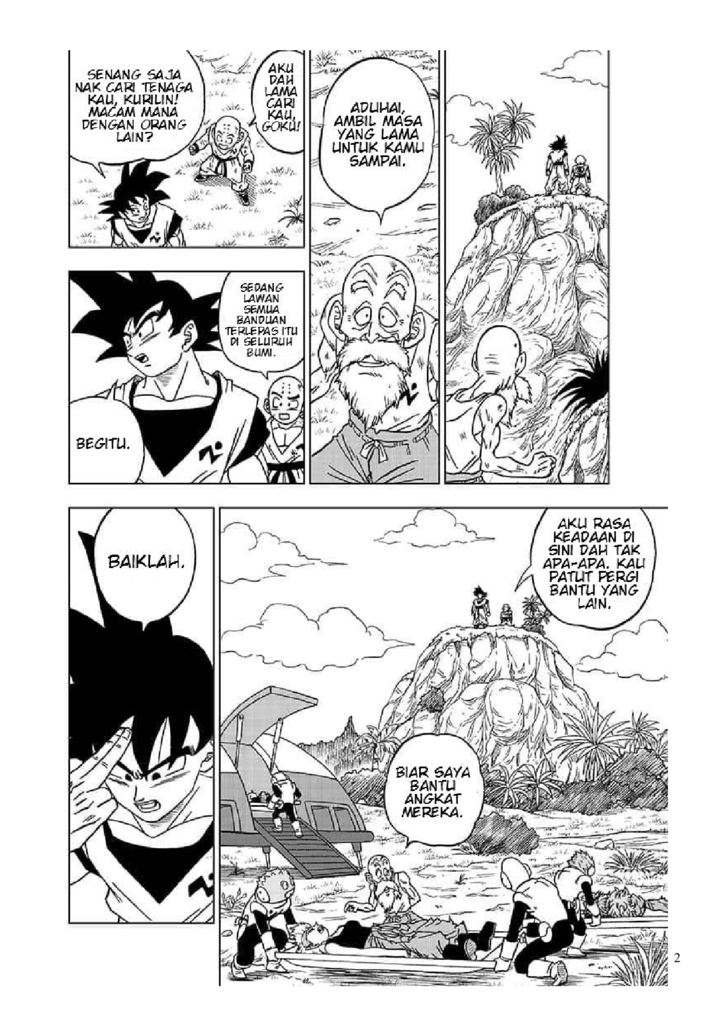 ADUHAI,
AMBIL MASA
YANG LAMA
UNTUK KAMU
SAMPAI.
AKU
DAH
LAMA
CARI
KAU,
GOKU!
SENANG SAJA
NAK CARI TENAGA
KAU, KURILIN!
MACAM MANA
DENGAN ORANG
LAIN?
SEDANG
LAWAN
SEMUA
BANDUAN
TERLEPAS ITU
DI SELURUH
BUMI.
BEGITU.
AKU RASA
KEADAAN DI
SINI DAH TAK
APA-APA. KAU
PATUT PERGI
BANTU YANG
LAIN.
BIAR SAYA
BANTU
ANGKAT
MEREKA.
BAIKLAH.
2